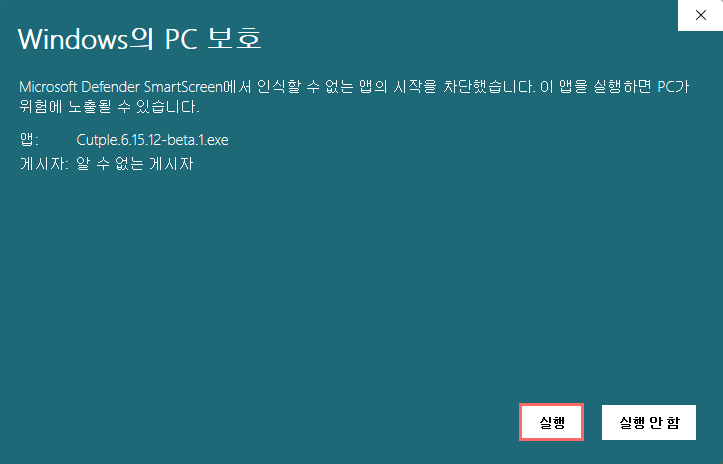 Windows의 PC 보호
Microsoft Defender SmartScreen에서 인식할 수 없는 앱의 시작을 차단했습니다. 이 앱을 실행하면 PC가
위험에 노출될 수 있습니다.
앱: Cutple.6.15.12-beta.1.exe
게시자: 알 수 없는 게시자
실행 실행 안 함